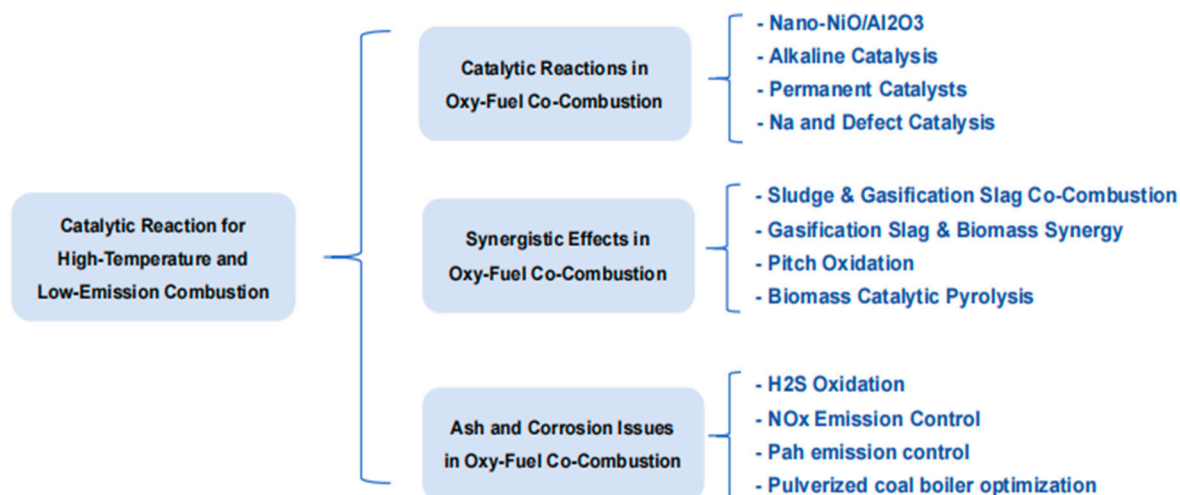 Catalytic Reaction for
High-Temperature and
Low-Emission Combustion
Catalytic Reactions in
Oxy-Fuel Co-Combustion
- Nano-NiO/Al2O3
- Alkaline Catalysis
- Permanent Catalysts
- Na and Defect Catalysis
Synergistic Effects in
Oxy-Fuel Co-Combustion
- Sludge & Gasification Slag Co-Combustion
- Gasification Slag & Biomass Synergy
- Pitch Oxidation
- Biomass Catalytic Pyrolysis
Ash and Corrosion Issues
in Oxy-Fuel Co-Combustion
- H2S Oxidation
- NOx Emission Control
- Pah emission control
- Pulverized coal boiler optimization